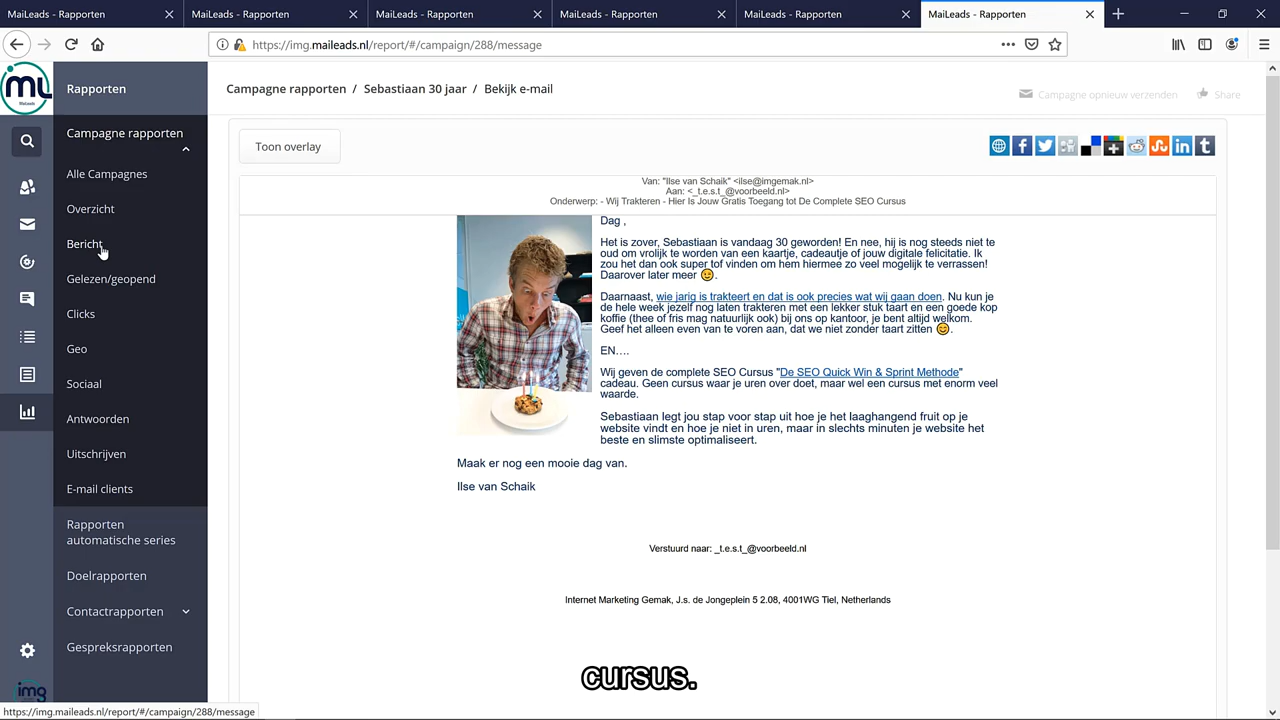 MaiLeads - Rapporten
MaiLeads - Rapporten
MaiLeads - Rapporten
MaiLeads - Rapporten
MaiLeads - Rapporten
MaiLeads - Rapporten
https://img.maileads.nl/report/#/campaign/288/message
ML
MaiLeads
Rapporten
Campagne rapporten / Sebastiaan 30 jaar / Bekijk e-mail
Campagne opnieuw verzenden
Share
Campagne rapporten
Alle Campagnes
Overzicht
Bericht
Gelezen/geopend
Clicks
Geo
Sociaal
Antwoorden
Uitschrijven
E-mail clients
Rapporten
automatische series
Doelrapporten
Contactrapporten
Gespreksrapporten
img
Toon overlay
Van: "Ilse van Schaik" <ilse@imgemak.nl>
Aan: <_t.e.s.t_@voorbeeld.nl>
Onderwerp: - Wij Trakteren - Hier Is Jouw Gratis Toegang tot De Complete SEO Cursus
Dag ,
Het is zover, Sebastiaan is vandaag 30 geworden! En nee, hij is nog steeds niet te
oud om vrolijk te worden van een kaartje, cadeautje of jouw digitale felicitatie. Ik
zou het dan ook super tof vinden om hem hiermee zo veel mogelijk te verrassen!
Daarover later meer 😉.
Daarnaast, wie jarig is trakteert en dat is ook precies wat wij gaan doen. Nu kun je
de hele week jezelf nog laten trakteren met een lekker stuk taart en een goede kop
koffie (thee of fris mag natuurlijk ook) bij ons op kantoor, je bent altijd welkom.
Geef het alleen even van te voren aan, dat we niet zonder taart zitten 😊.
EN….
Wij geven de complete SEO Cursus "De SEO Quick Win & Sprint Methode"
cadeau. Geen cursus waar je uren over doet, maar wel een cursus met enorm veel
waarde.
Sebastiaan legt jou stap voor stap uit hoe je het laaghangend fruit op je
website vindt en hoe je niet in uren, maar in slechts minuten je website het
beste en slimste optimaliseert.
Maak er nog een mooie dag van.
Ilse van Schaik
Verstuurd naar: _t.e.s.t_@voorbeeld.nl
Internet Marketing Gemak, J.s. de Jongeplein 5 2.08, 4001WG Tiel, Netherlands
cursus.
https://img.maileads.nl/report/#/campaign/288/message